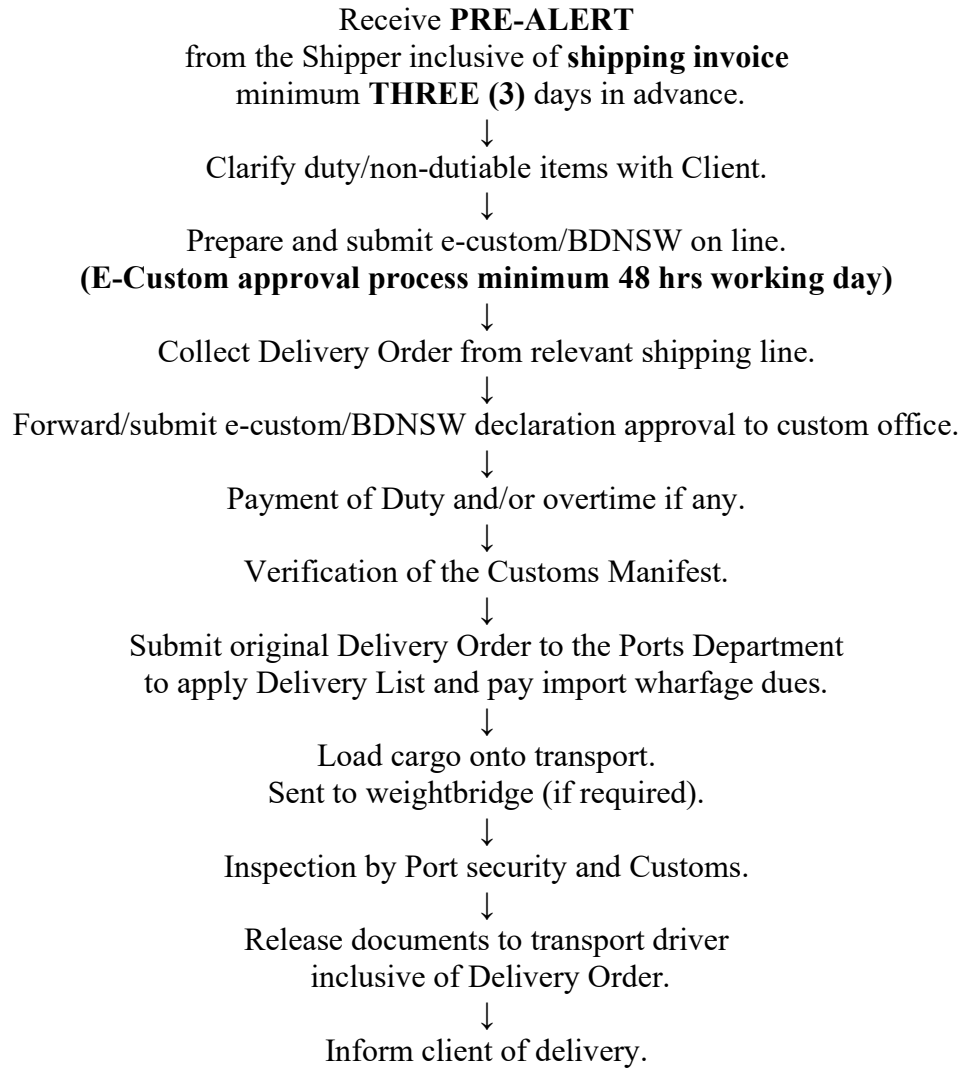 Receive PRE-ALERT
from the Shipper inclusive of shipping invoice
minimum THREE (3) days in advance.
↓
Clarify duty/non-dutiable items with Client.
↓
Prepare and submit e-custom/BDNSW on line.
(E-Custom approval process minimum 48 hrs working day)
↓
Collect Delivery Order from relevant shipping line.
↓
Forward/submit e-custom/BDNSW declaration approval to custom office.
↓
Payment of Duty and/or overtime if any.
↓
Verification of the Customs Manifest.
↓
Submit original Delivery Order to the Ports Department
to apply Delivery List and pay import wharfage dues.
↓
Load cargo onto transport.
Sent to weightbridge (if required).
↓
Inspection by Port security and Customs.
↓
Release documents to transport driver
inclusive of Delivery Order.
↓
Inform client of delivery.